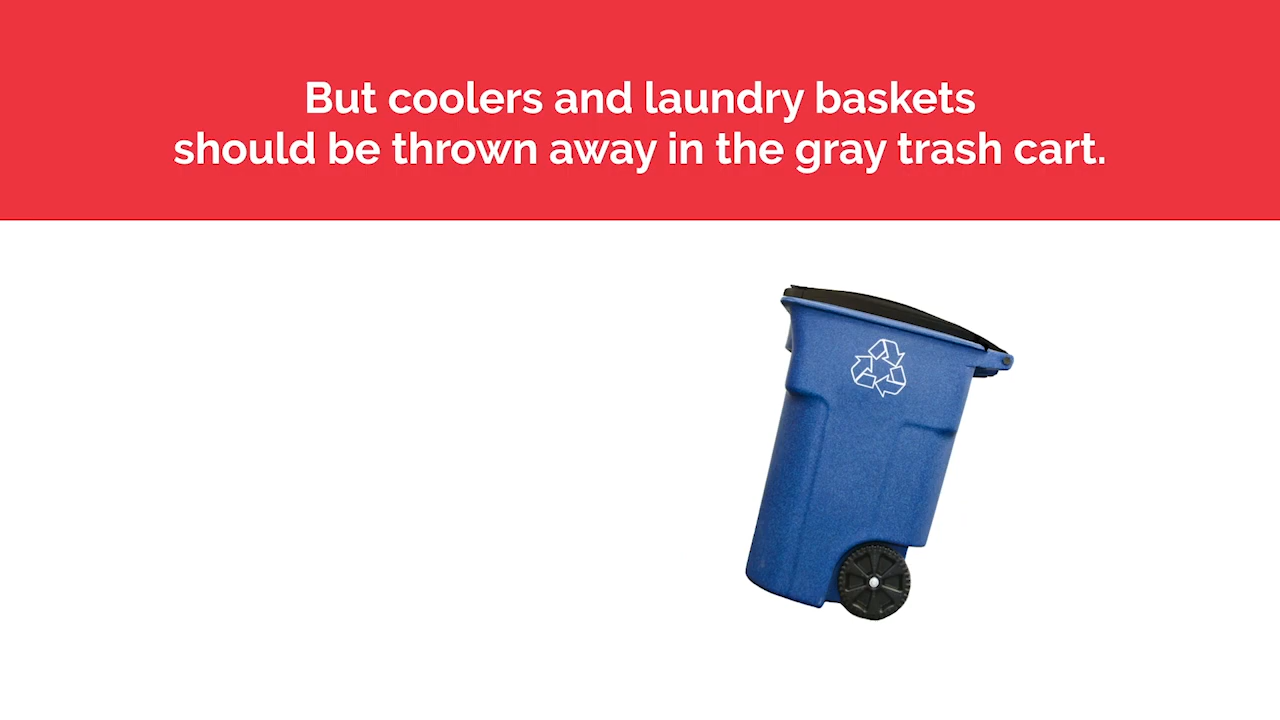 But coolers and laundry baskets
should be thrown away in the gray trash cart.